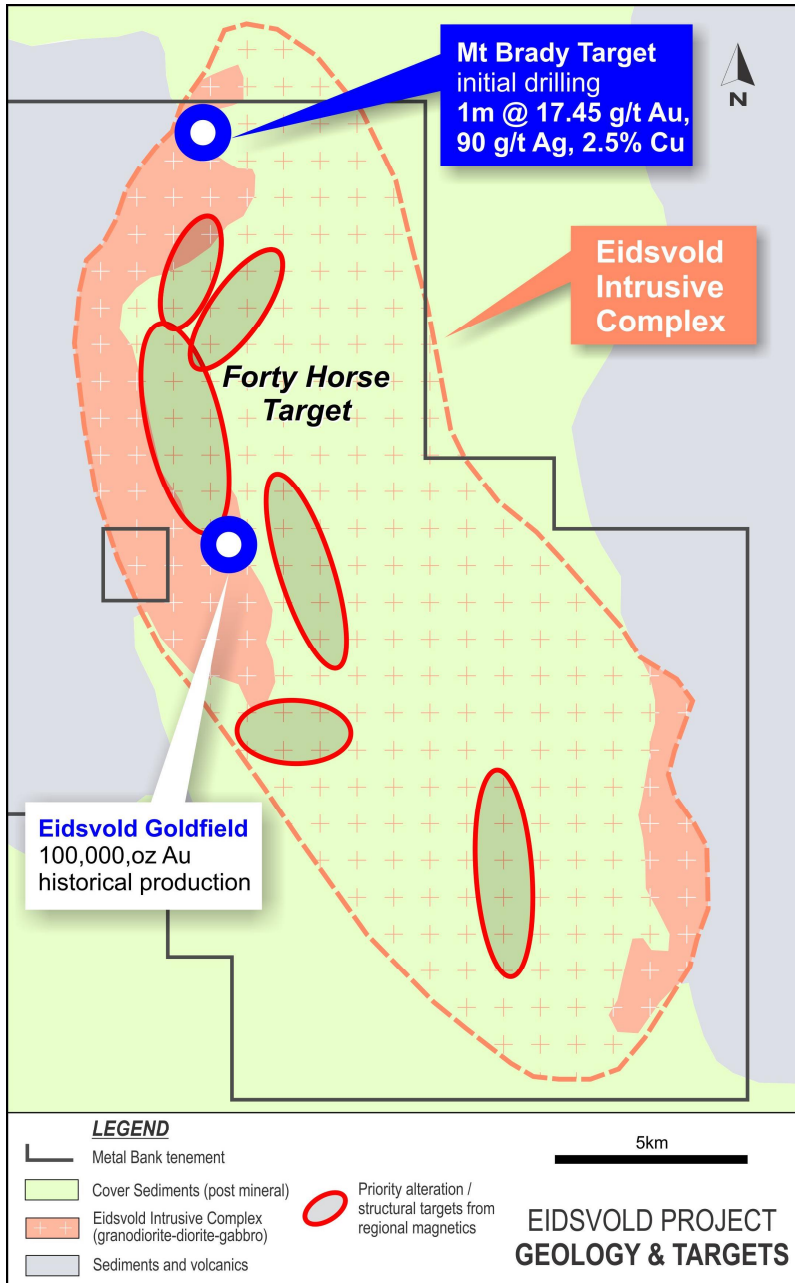 Mt Brady Target
initial drilling
1m @ 17.45 g/t Au,
90 g/t Ag, 2.5% Cu
N
Eidsvold
Intrusive
Complex
Forty Horse
Target
Eidsvold Goldfield
100,000,oz Au
historical production
LEGEND
Metal Bank tenement
Cover Sediments (post mineral)
Eidsvold Intrusive Complex
(granodiorite-diorite-gabbro)
Sediments and volcanics
Priority alteration /
structural targets from
regional magnetics
5km
EIDSVOLD PROJECT
GEOLOGY & TARGETS